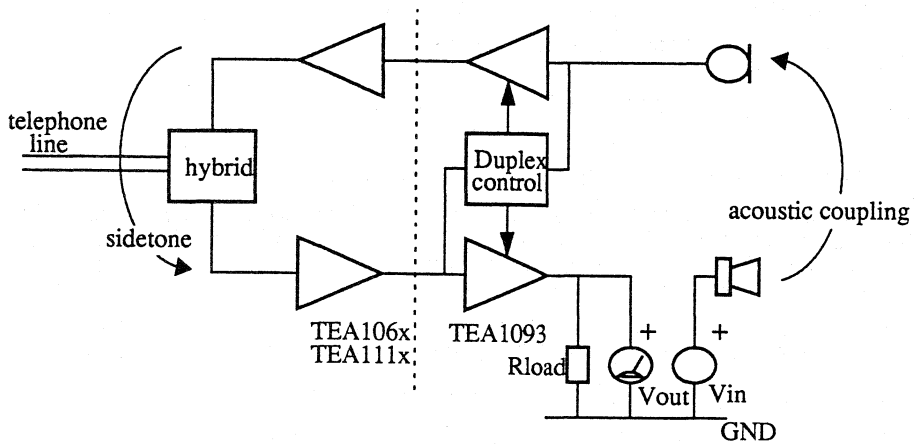 telephone
line
hybrid
Duplex
control
acoustic coupling
sidetone
TEA106x
TEA111x
TEA1093
Rload
+
+
Vout
Vin
GND